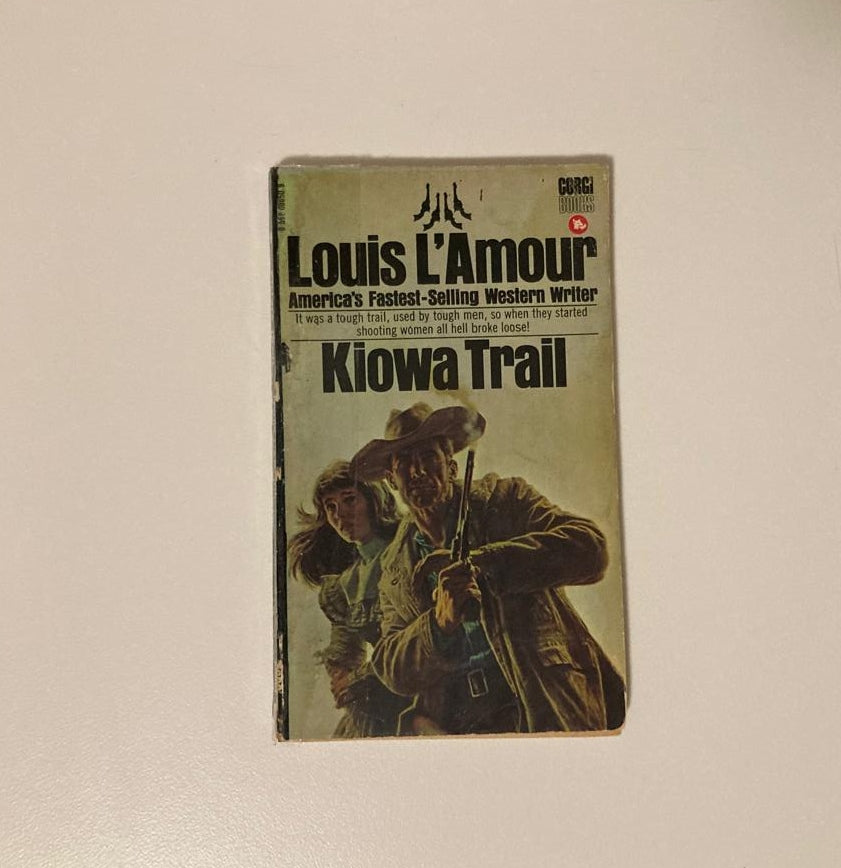 CORGI
BOOKS
Louis L'Amour
America's Fastest-Selling Western Writer
It was a tough trail, used by tough men, so when they started
shooting women all hell broke loose!
Kiowa Trail